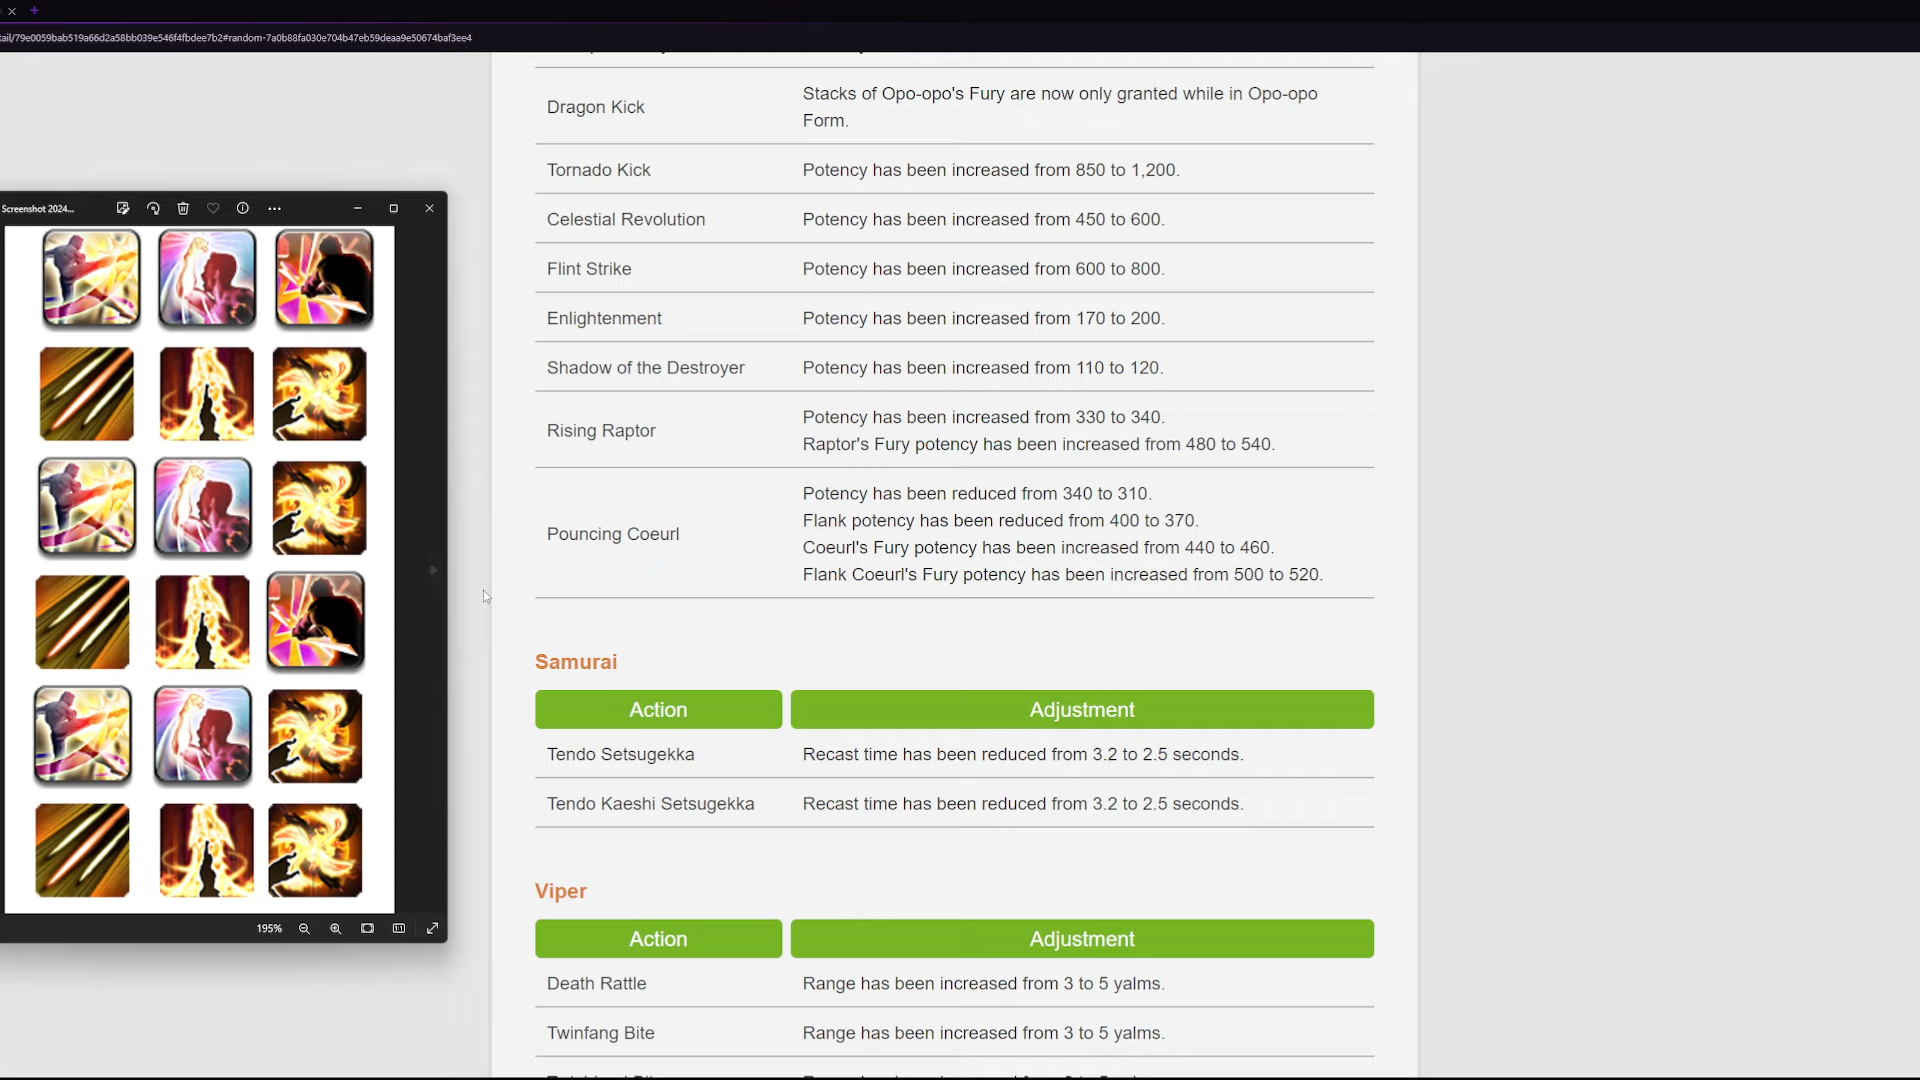 ail/79e0059bab519a66d2a58bb039e546f4fbdee7b2#random-7a0b88fa030e704b47eb59deaa9e50674baf3ee4
Dragon Kick
Stacks of Opo-opo's Fury are now only granted while in Opo-opo
Form.
Tornado Kick
Potency has been increased from 850 to 1,200.
Screenshot 2024...
Celestial Revolution
Potency has been increased from 450 to 600.
Flint Strike
Potency has been increased from 600 to 800.
Enlightenment
Potency has been increased from 170 to 200.
Shadow of the Destroyer
Potency has been increased from 110 to 120.
Rising Raptor
Potency has been increased from 330 to 340.
Raptor's Fury potency has been increased from 480 to 540.
Pouncing Coeurl
Potency has been reduced from 340 to 310.
Flank potency has been reduced from 400 to 370.
Coeurl's Fury potency has been increased from 440 to 460.
Flank Coeurl's Fury potency has been increased from 500 to 520.
Samurai
Action
Adjustment
Tendo Setsugekka
Recast time has been reduced from 3.2 to 2.5 seconds.
Tendo Kaeshi Setsugekka
Recast time has been reduced from 3.2 to 2.5 seconds.
Viper
Action
Adjustment
195%
Death Rattle
Range has been increased from 3 to 5 yalms.
Twinfang Bite
Range has been increased from 3 to 5 yalms.